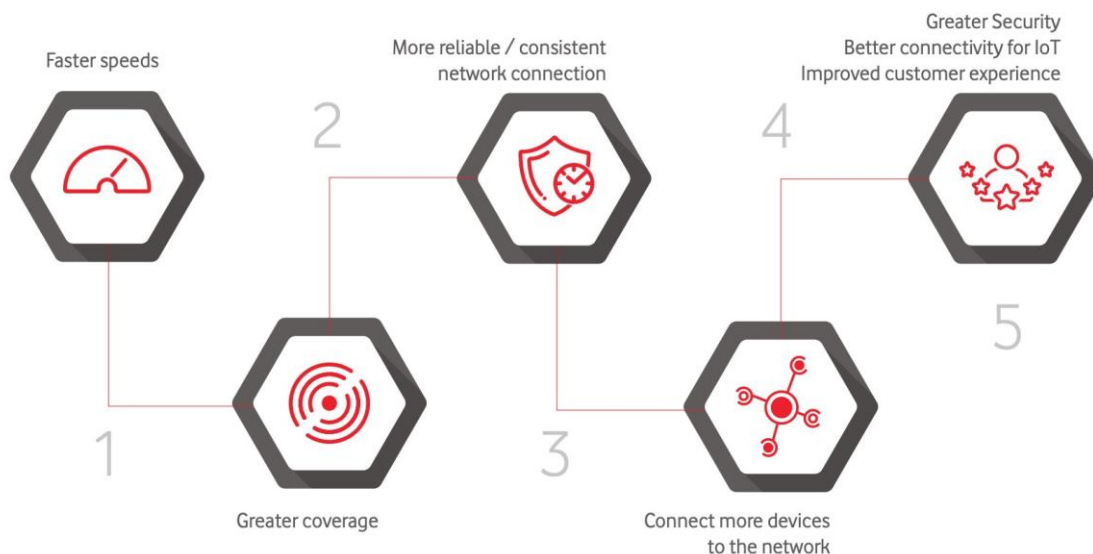 Faster speeds
1
Greater coverage
2
More reliable / consistent
network connection
3
Connect more devices
to the network
4
Greater Security
Better connectivity for IoT
Improved customer experience
5